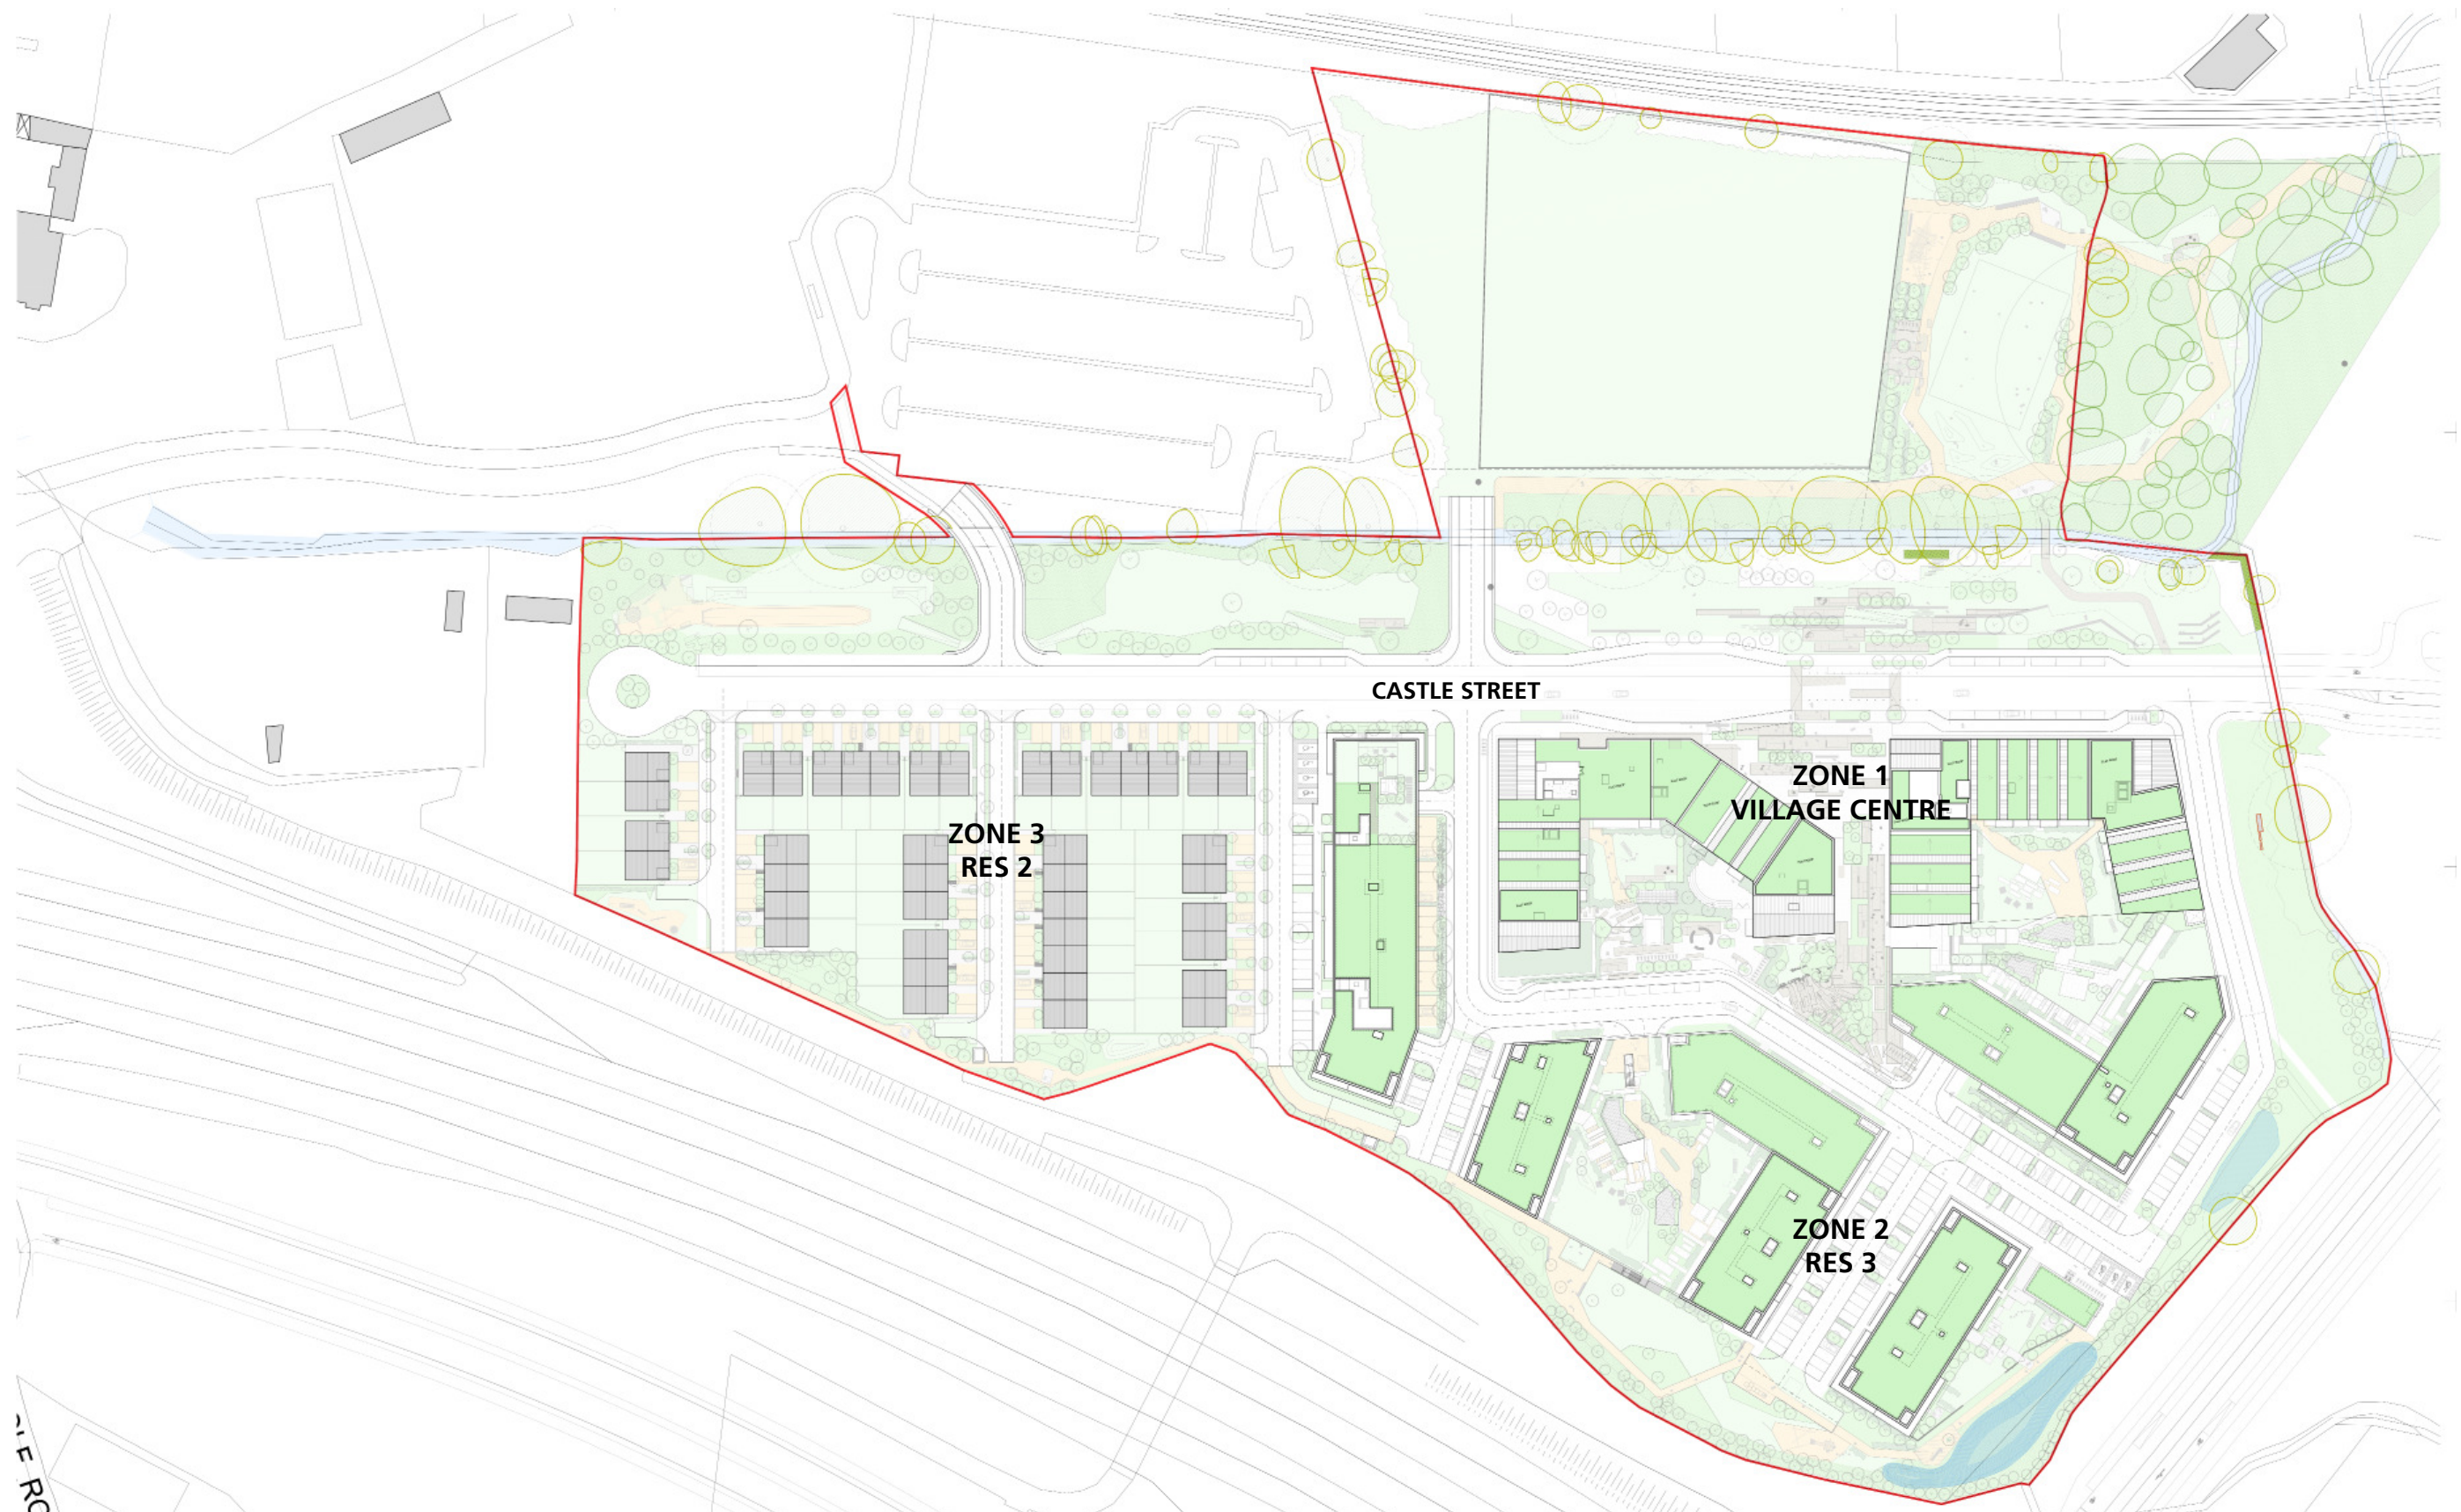 CASTLE STREET
ZONE 1
VILLAGE CENTRE
ZONE 3
RES 2
ZONE 2
RES 3